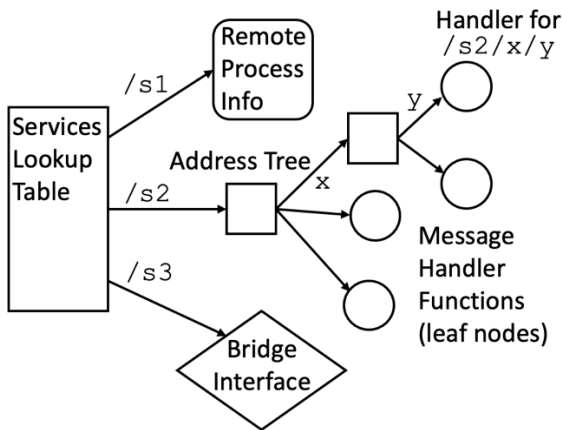 Handler for
/s2/x/y
Remote
Process
Info
/s1
Services
Lookup
Table
Address Tree
y
x
/s2
Message
Handler
Functions
(leaf nodes)
/s3
Bridge
Interface